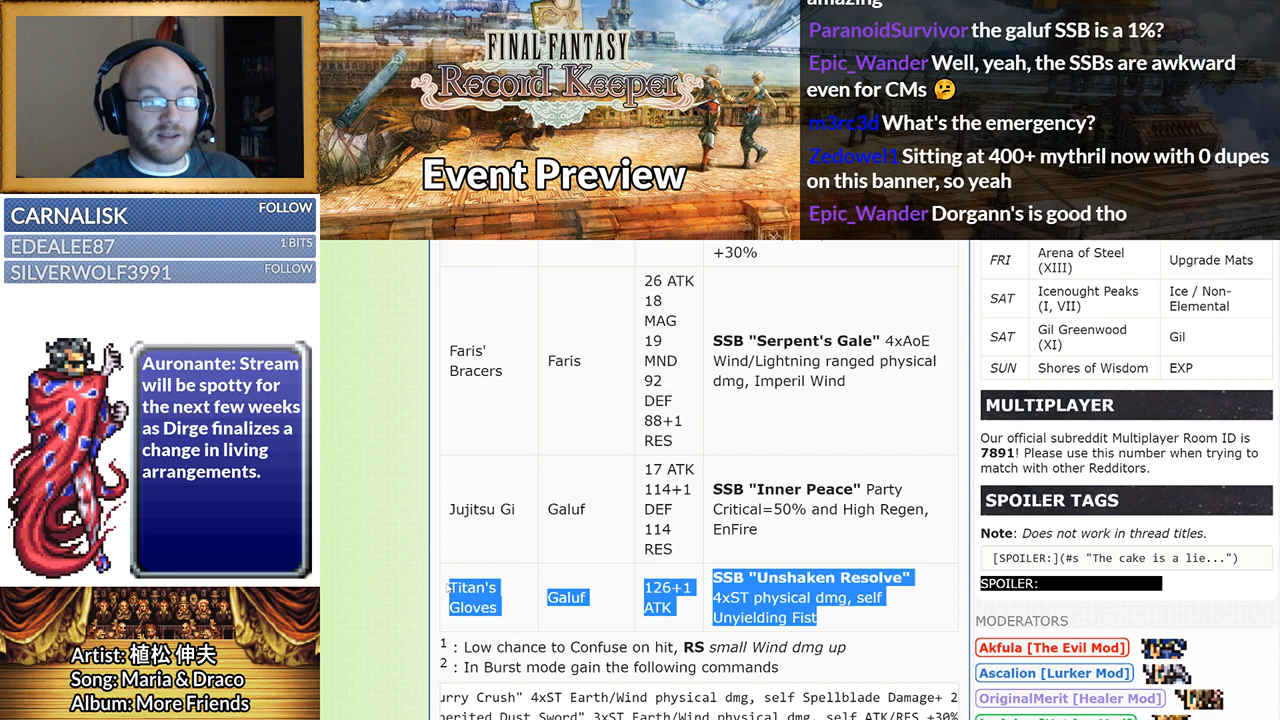 CARNALISK FOLLOW
EDEALEE87 1 BITS
SILVERWOLF3991 FOLLOW
Auronante: Stream
will be spotty for
the next few weeks
as Dirge finalizes a
change in living
arrangements.
Artist: 植松 伸夫
Song: Maria & Draco
Album: More Friends
FINAL FANTASY
Record Keeper
Event Preview
amazing
ParanoidSurvivor the galuf SSB is a 1%?
Epic_Wander Well, yeah, the SSBs are awkward
even for CMs 🤔
m3rc3d What's the emergency?
Zedowel1 Sitting at 400+ mythril now with 0 dupes
on this banner, so yeah
Epic_Wander Dorgann's is good tho
+30%
Faris'
Bracers
Faris
26 ATK
18
MAG
19
MND
92
DEF
88+1
RES
SSB "Serpent's Gale" 4xAoE
Wind/Lightning ranged physical
dmg, Imperil Wind
Jujitsu Gi
Galuf
17 ATK
114+1
DEF
114
RES
SSB "Inner Peace" Party
Critical=50% and High Regen,
EnFire
Titan's
Gloves
Galuf
126+1
ATK
SSB "Unshaken Resolve"
4xST physical dmg, self
Unyielding Fist
1 : Low chance to Confuse on hit, RS small Wind dmg up
2 : In Burst mode gain the following commands
urry Crush" 4xST Earth/Wind physical dmg, self Spellblade Damage+ 2
herited Dust Sword" 3xST Earth/Wind physical dmg, self ATK/RES +30%
FRI
Arena of Steel
(XIII)
Upgrade Mats
SAT
Icenought Peaks
(I, VII)
Ice / Non-
Elemental
SAT
Gil Greenwood
(XI)
Gil
SUN
Shores of Wisdom
EXP
MULTIPLAYER
Our official subreddit Multiplayer Room ID is
7891! Please use this number when trying to
match with other Redditors.
SPOILER TAGS
Note: Does not work in thread titles.
[SPOILER:](#s "The cake is a lie...")
SPOILER:
MODERATORS
Akfula [The Evil Mod]
Ascalion [Lurker Mod]
OriginalMerit [Healer Mod]